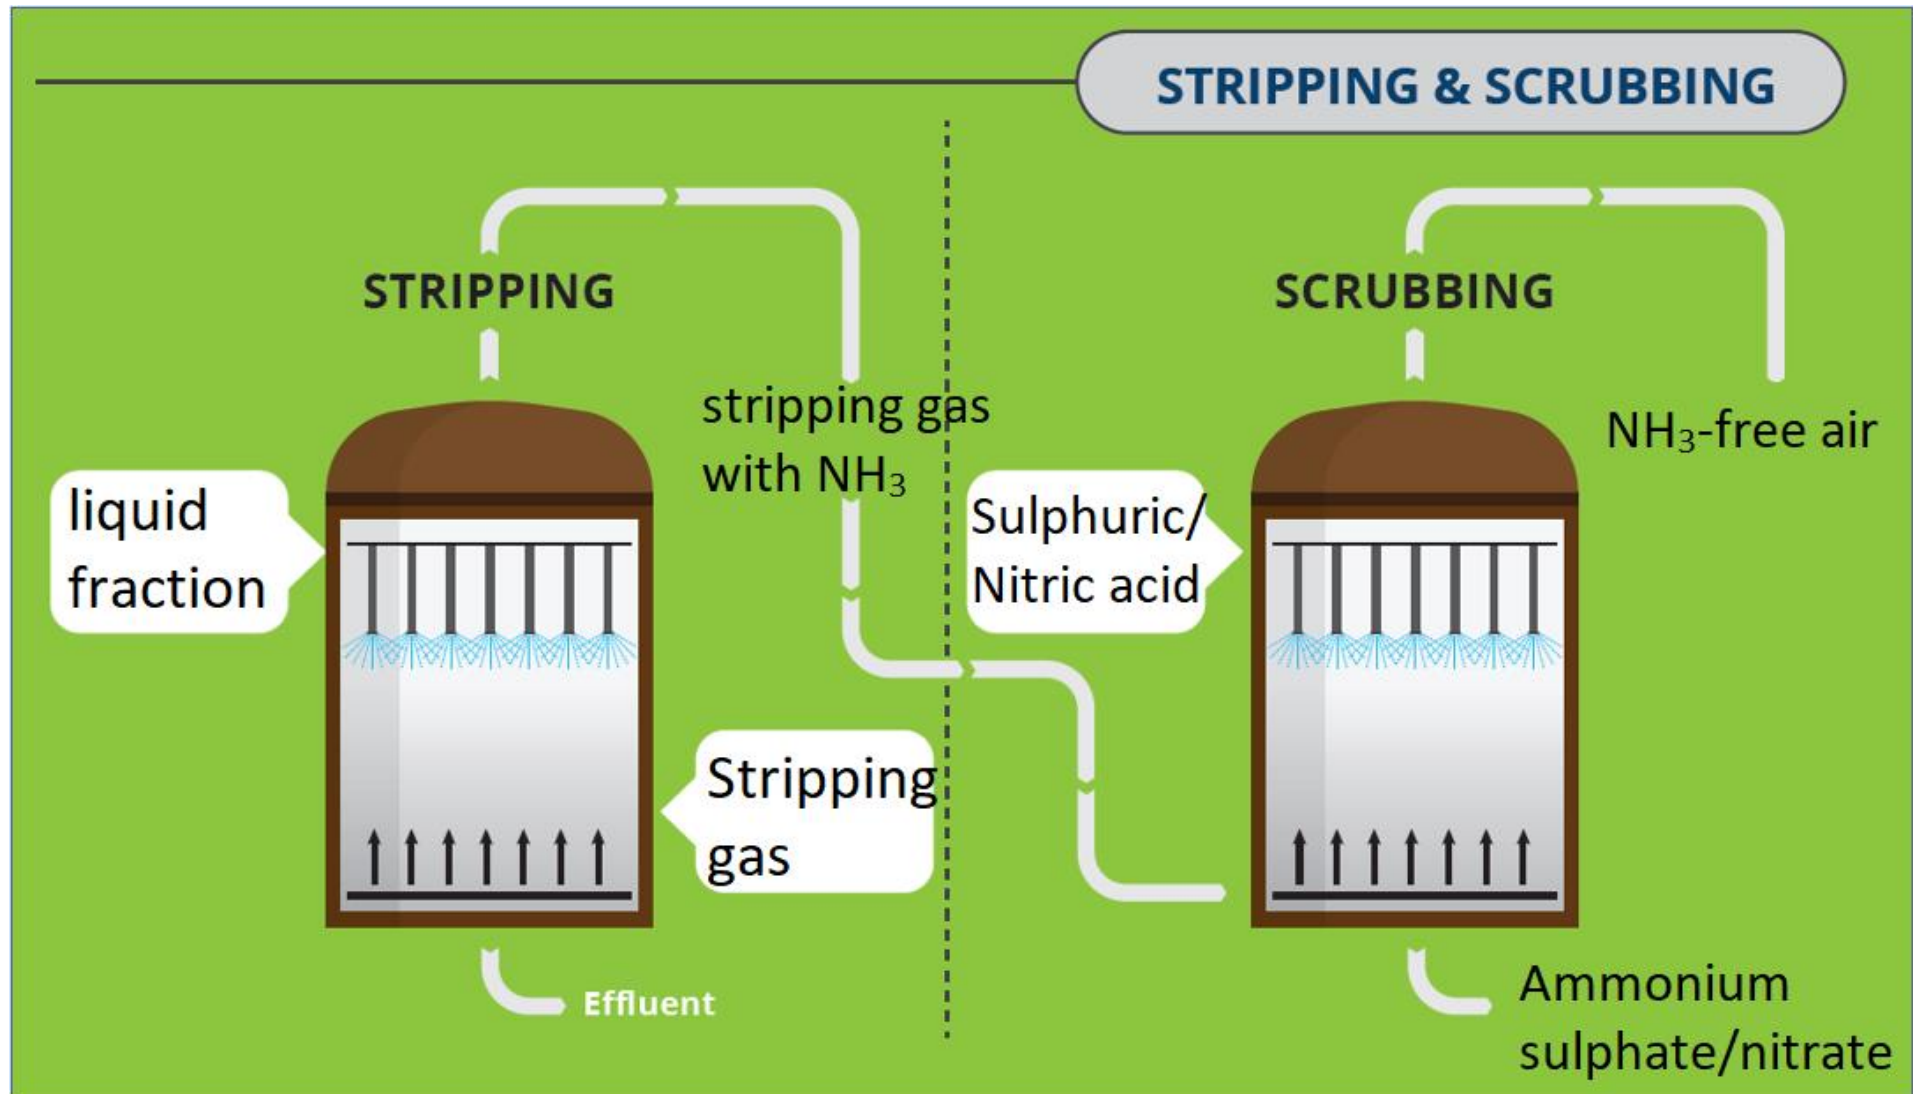 STRIPPING & SCRUBBING
STRIPPING
SCRUBBING
stripping gas
with NH₃
NH₃-free air
liquid
fraction
Sulphuric/
Nitric acid
Stripping
gas
Effluent
Ammonium
sulphate/nitrate